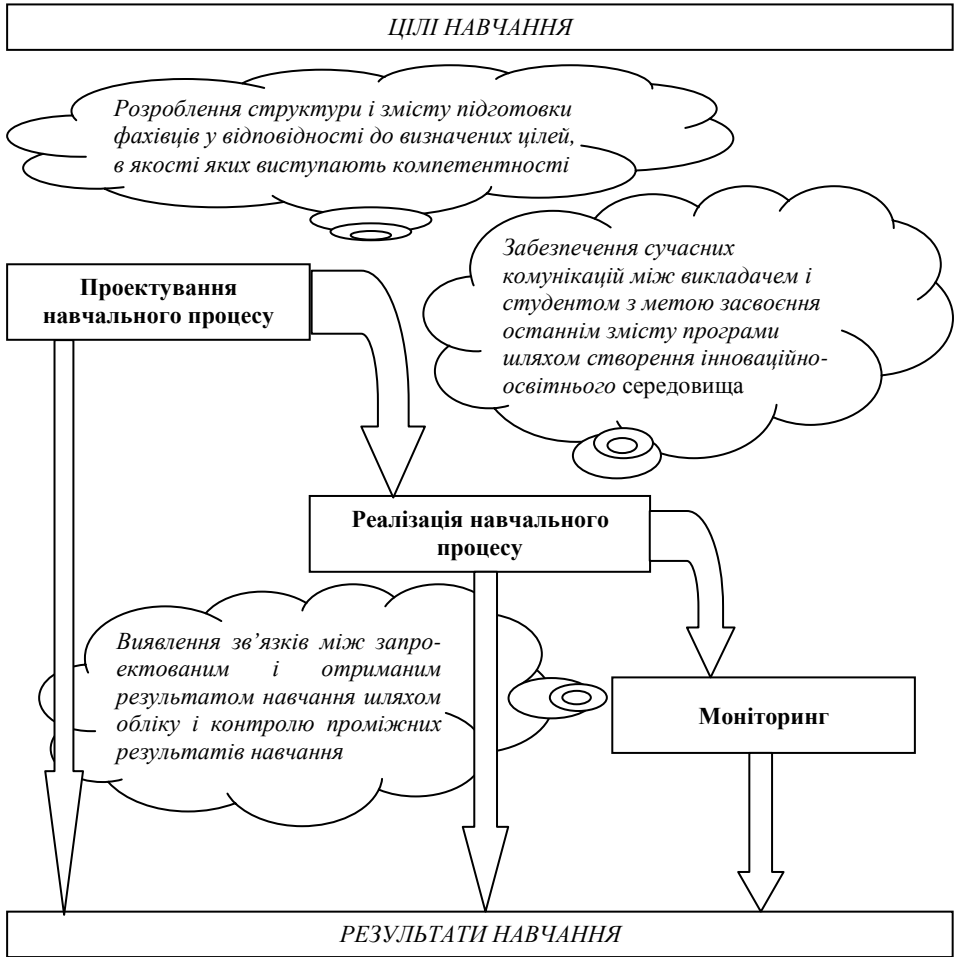 ЦІЛІ НАВЧАННЯ
Розроблення структури і змісту підготовки
фахівців у відповідності до визначених цілей,
в якості яких виступають компетентності
Забезпечення сучасних
комунікацій між викладачем і
студентом з метою засвоєння
останнім змісту програми
шляхом створення інноваційно-
освітнього середовища
Проектування
навчального процесу
Реалізація навчального
процесу
Виявлення зв’язків між запро-
ектованим і отриманим
результатом навчання шляхом
обліку і контролю проміжних
результатів навчання
Моніторинг
РЕЗУЛЬТАТИ НАВЧАННЯ